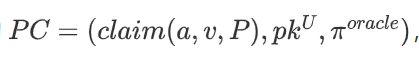 PC = (claim(a, v, P), pk^U, π^oracle),